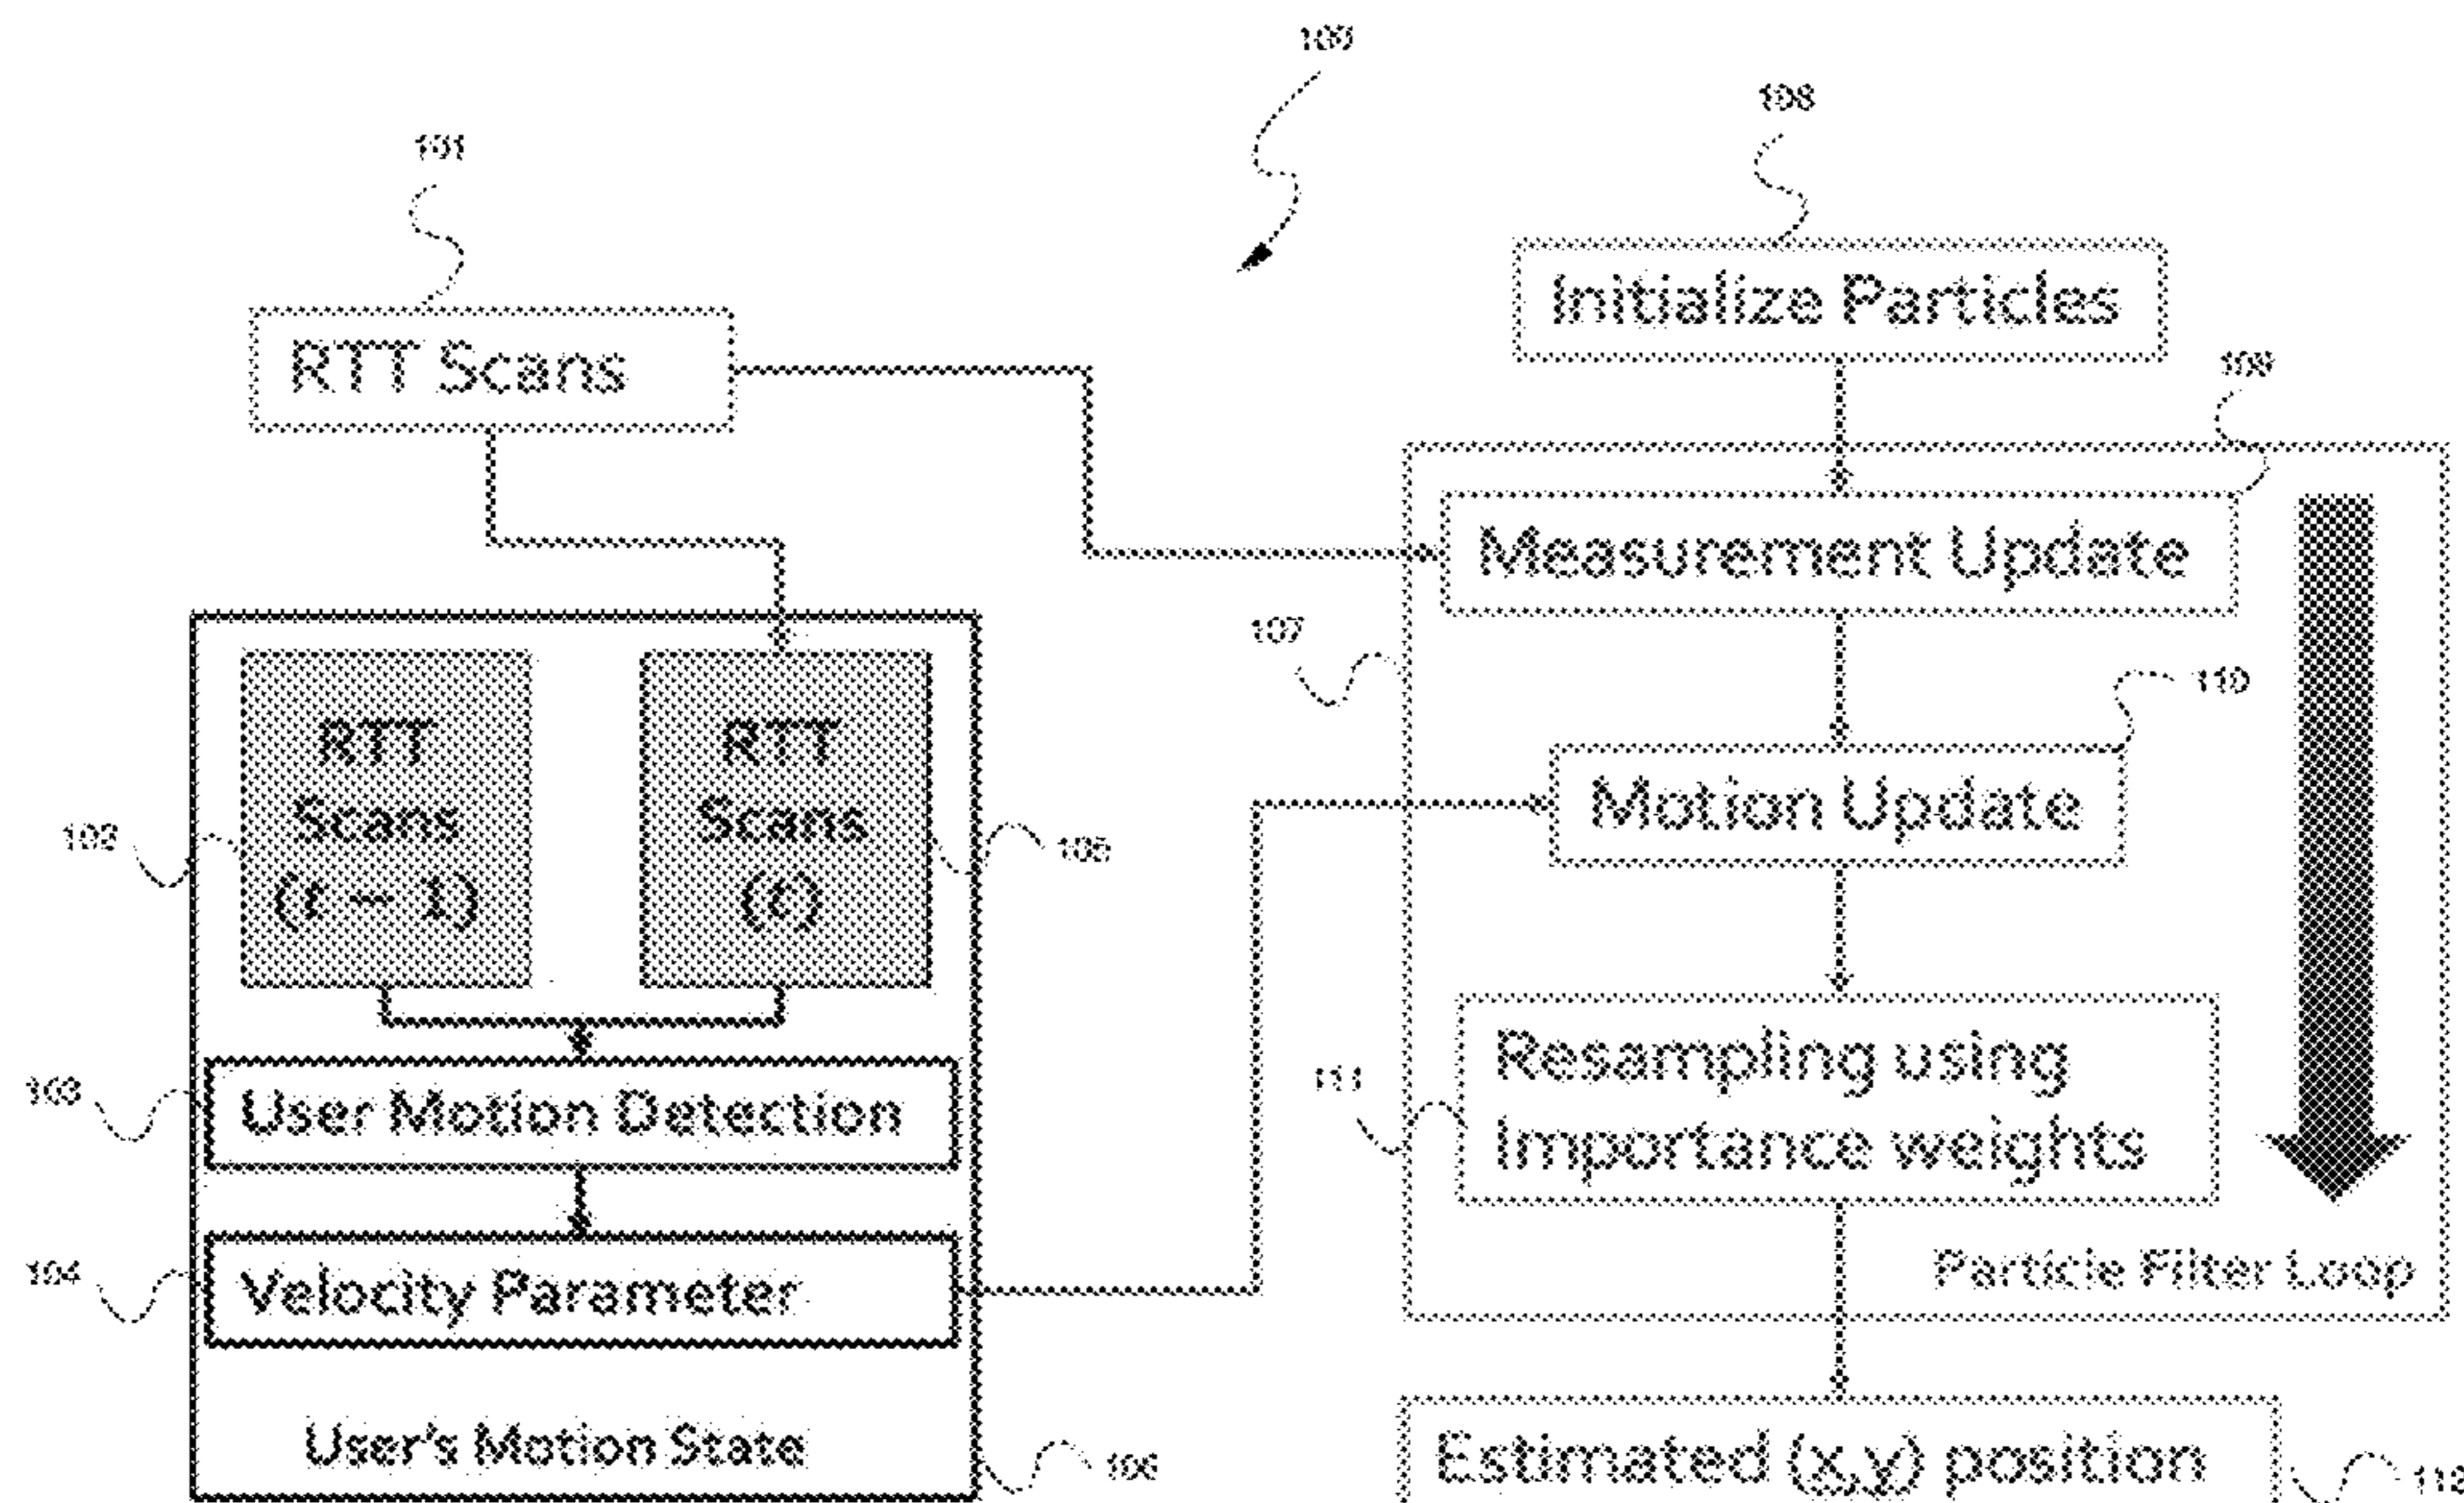 100
108
101
Initialize Particles
RTT Scans
109
Measurement Update
107
110
RTT
Scans
(t − 1)
RTT
Scans
(t)
Motion Update
102
105
103
User Motion Detection
111
Resampling using
Importance weights
104
Velocity Parameter
Particle Filter Loop
User's Motion State
106
Estimated (x,y) position